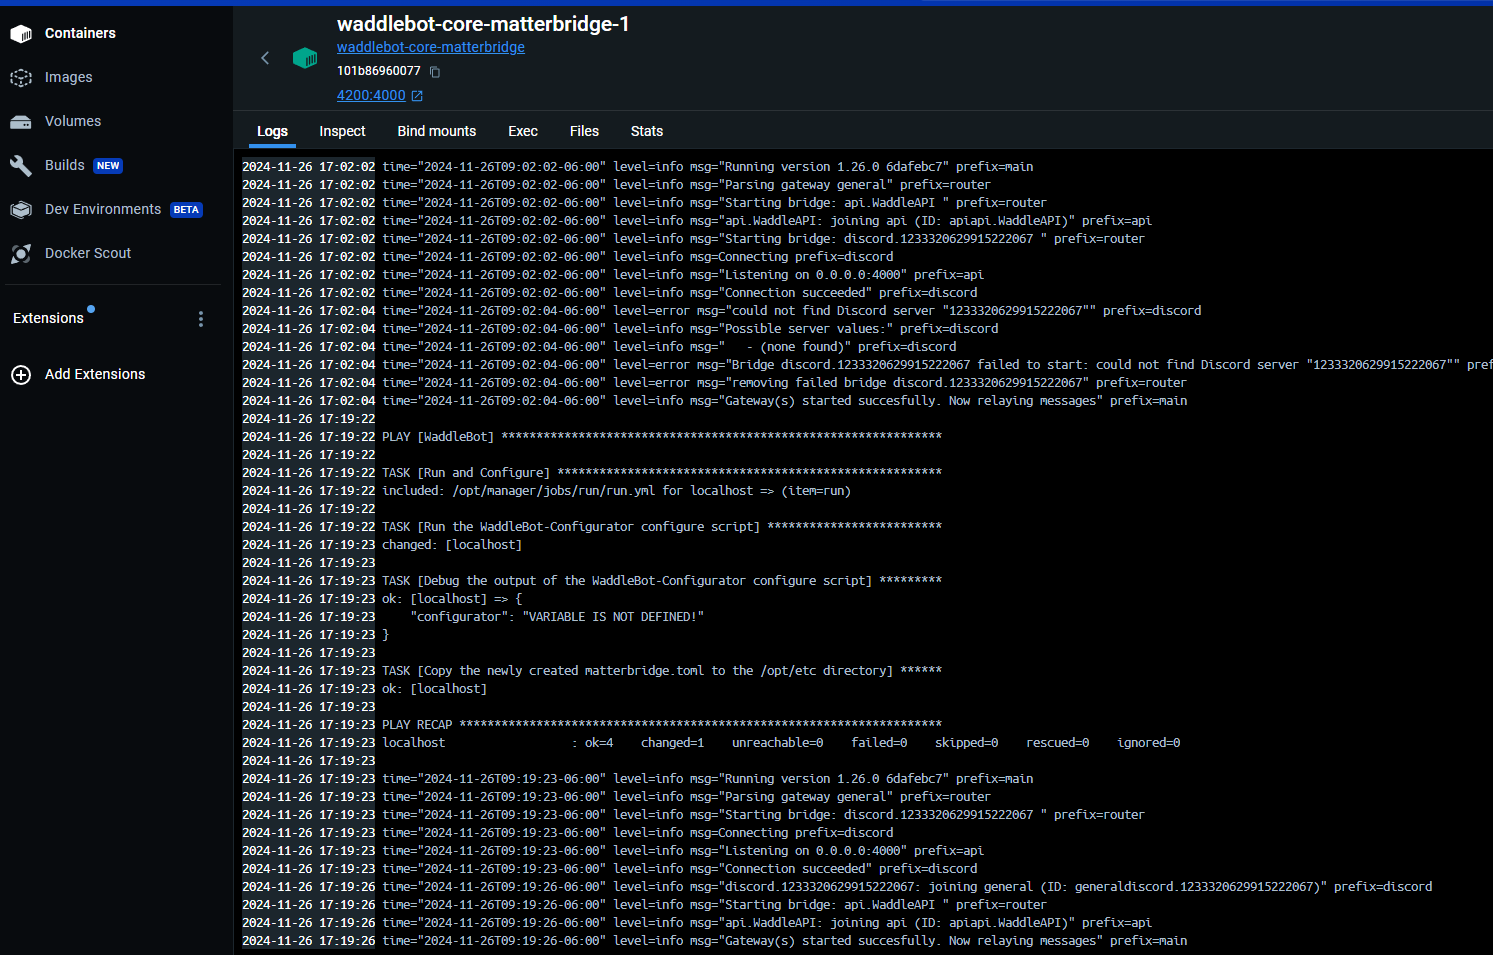 Containers
Images
Volumes
Builds NEW
Dev Environments BETA
Docker Scout
Extensions
Add Extensions
waddlebot-core-matterbridge-1
waddlebot-core-matterbridge
101b86960077
4200:4000
Logs Inspect Bind mounts Exec Files Stats
2024-11-26 17:02:02 time="2024-11-26T09:02:02-06:00" level=info msg="Running version 1.26.0 6dafebc7" prefix=main
2024-11-26 17:02:02 time="2024-11-26T09:02:02-06:00" level=info msg="Parsing gateway general" prefix=router
2024-11-26 17:02:02 time="2024-11-26T09:02:02-06:00" level=info msg="Starting bridge: api.WaddleAPI " prefix=router
2024-11-26 17:02:02 time="2024-11-26T09:02:02-06:00" level=info msg="api.WaddleAPI: joining api (ID: apiapi.WaddleAPI)" prefix=api
2024-11-26 17:02:02 time="2024-11-26T09:02:02-06:00" level=info msg="Starting bridge: discord.1233320629915222067 " prefix=router
2024-11-26 17:02:02 time="2024-11-26T09:02:02-06:00" level=info msg=Connecting prefix=discord
2024-11-26 17:02:02 time="2024-11-26T09:02:02-06:00" level=info msg="Listening on 0.0.0.0:4000" prefix=api
2024-11-26 17:02:02 time="2024-11-26T09:02:02-06:00" level=info msg="Connection succeeded" prefix=discord
2024-11-26 17:02:04 time="2024-11-26T09:02:04-06:00" level=error msg="could not find Discord server "1233320629915222067"" prefix=discord
2024-11-26 17:02:04 time="2024-11-26T09:02:04-06:00" level=info msg="Possible server values:" prefix=discord
2024-11-26 17:02:04 time="2024-11-26T09:02:04-06:00" level=info msg="   - (none found)" prefix=discord
2024-11-26 17:02:04 time="2024-11-26T09:02:04-06:00" level=error msg="Bridge discord.1233320629915222067 failed to start: could not find Discord server "1233320629915222067"" pref
2024-11-26 17:02:04 time="2024-11-26T09:02:04-06:00" level=error msg="removing failed bridge discord.1233320629915222067" prefix=router
2024-11-26 17:02:04 time="2024-11-26T09:02:04-06:00" level=info msg="Gateway(s) started succesfully. Now relaying messages" prefix=main
2024-11-26 17:19:22
2024-11-26 17:19:22 PLAY [WaddleBot] ***************************************************************
2024-11-26 17:19:22
2024-11-26 17:19:22 TASK [Run and Configure] *******************************************************
2024-11-26 17:19:22 included: /opt/manager/jobs/run/run.yml for localhost => (item=run)
2024-11-26 17:19:22
2024-11-26 17:19:22 TASK [Run the WaddleBot-Configurator configure script] *************************
2024-11-26 17:19:23 changed: [localhost]
2024-11-26 17:19:23
2024-11-26 17:19:23 TASK [Debug the output of the WaddleBot-Configurator configure script] *********
2024-11-26 17:19:23 ok: [localhost] => {
2024-11-26 17:19:23     "configurator": "VARIABLE IS NOT DEFINED!"
2024-11-26 17:19:23 }
2024-11-26 17:19:23
2024-11-26 17:19:23 TASK [Copy the newly created matterbridge.toml to the /opt/etc directory] ******
2024-11-26 17:19:23 ok: [localhost]
2024-11-26 17:19:23
2024-11-26 17:19:23 PLAY RECAP *********************************************************************
2024-11-26 17:19:23 localhost                  : ok=4    changed=1    unreachable=0    failed=0    skipped=0    rescued=0    ignored=0
2024-11-26 17:19:23
2024-11-26 17:19:23 time="2024-11-26T09:19:23-06:00" level=info msg="Running version 1.26.0 6dafebc7" prefix=main
2024-11-26 17:19:23 time="2024-11-26T09:19:23-06:00" level=info msg="Parsing gateway general" prefix=router
2024-11-26 17:19:23 time="2024-11-26T09:19:23-06:00" level=info msg="Starting bridge: discord.1233320629915222067 " prefix=router
2024-11-26 17:19:23 time="2024-11-26T09:19:23-06:00" level=info msg=Connecting prefix=discord
2024-11-26 17:19:23 time="2024-11-26T09:19:23-06:00" level=info msg="Listening on 0.0.0.0:4000" prefix=api
2024-11-26 17:19:23 time="2024-11-26T09:19:23-06:00" level=info msg="Connection succeeded" prefix=discord
2024-11-26 17:19:26 time="2024-11-26T09:19:26-06:00" level=info msg="discord.1233320629915222067: joining general (ID: generaldiscord.1233320629915222067)" prefix=discord
2024-11-26 17:19:26 time="2024-11-26T09:19:26-06:00" level=info msg="Starting bridge: api.WaddleAPI " prefix=router
2024-11-26 17:19:26 time="2024-11-26T09:19:26-06:00" level=info msg="api.WaddleAPI: joining api (ID: apiapi.WaddleAPI)" prefix=api
2024-11-26 17:19:26 time="2024-11-26T09:19:26-06:00" level=info msg="Gateway(s) started succesfully. Now relaying messages" prefix=main